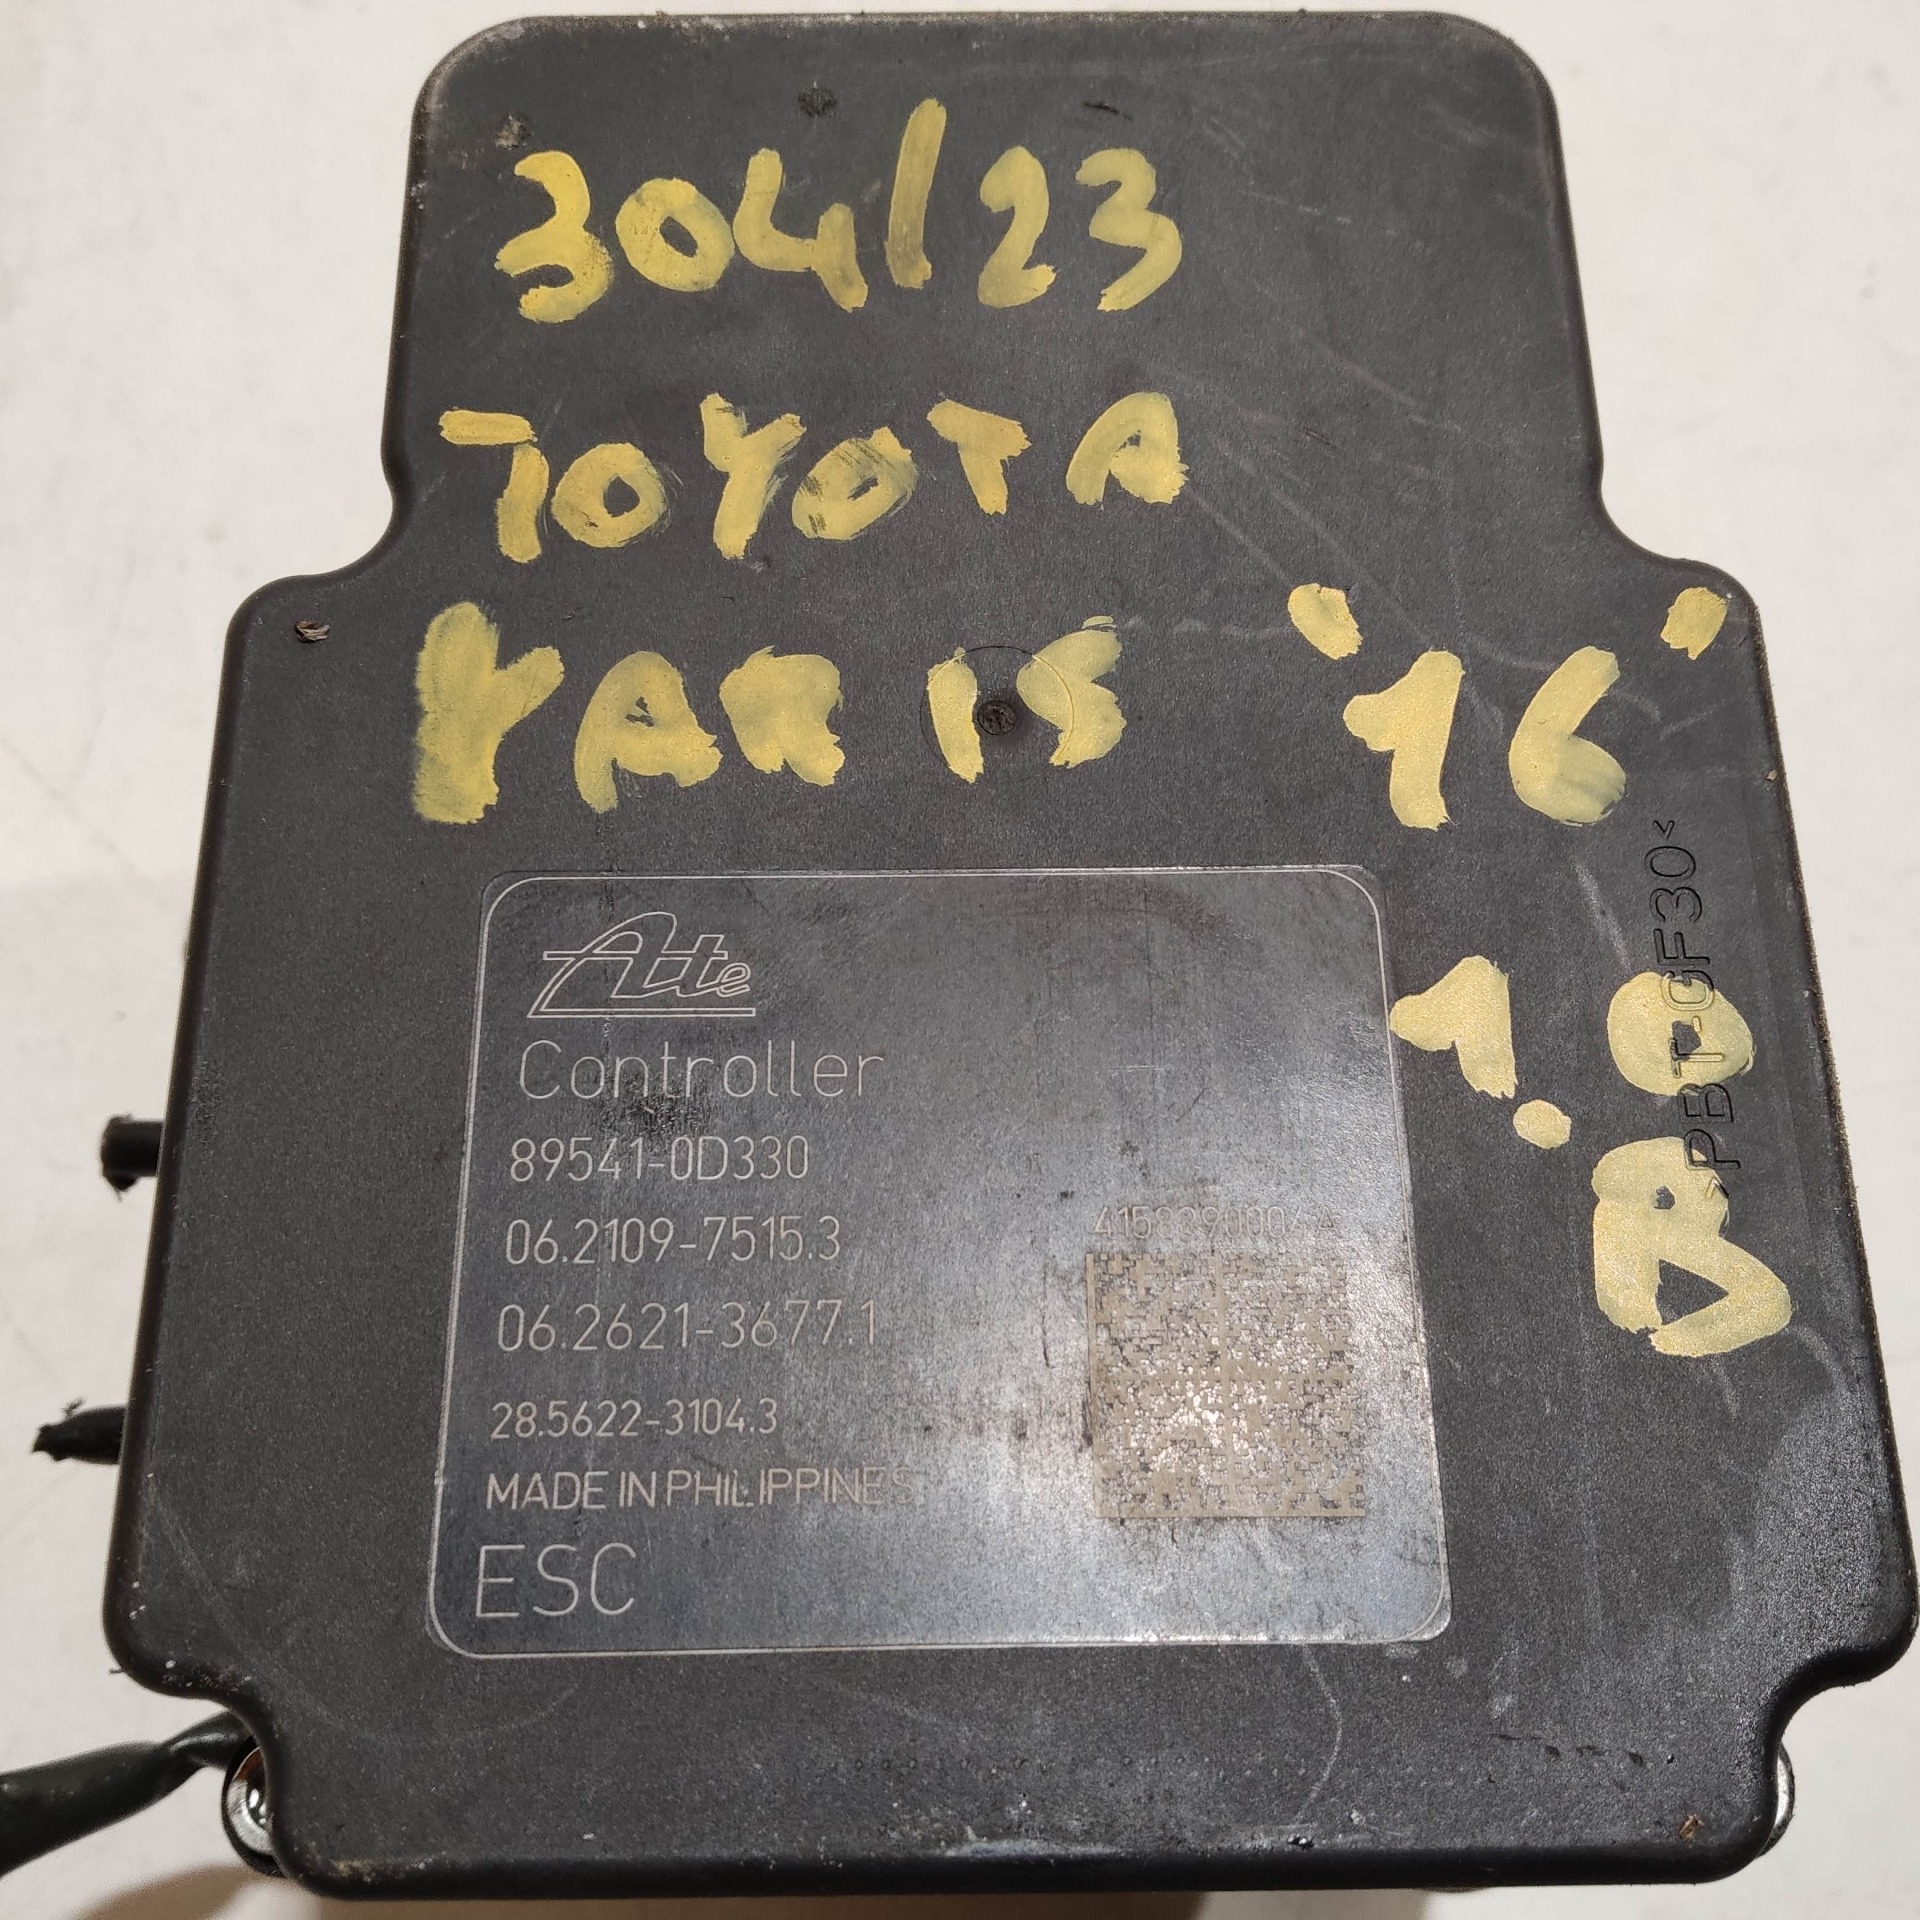 304/23
TOYOTA
YARIS '16'
1.0
B
>PBT-GF30<
Ate
Controller
89541-0D330
06.2109-7515.3
06.2621-3677.1
28.5622-3104.3
MADE IN PHILIPPINES
ESC